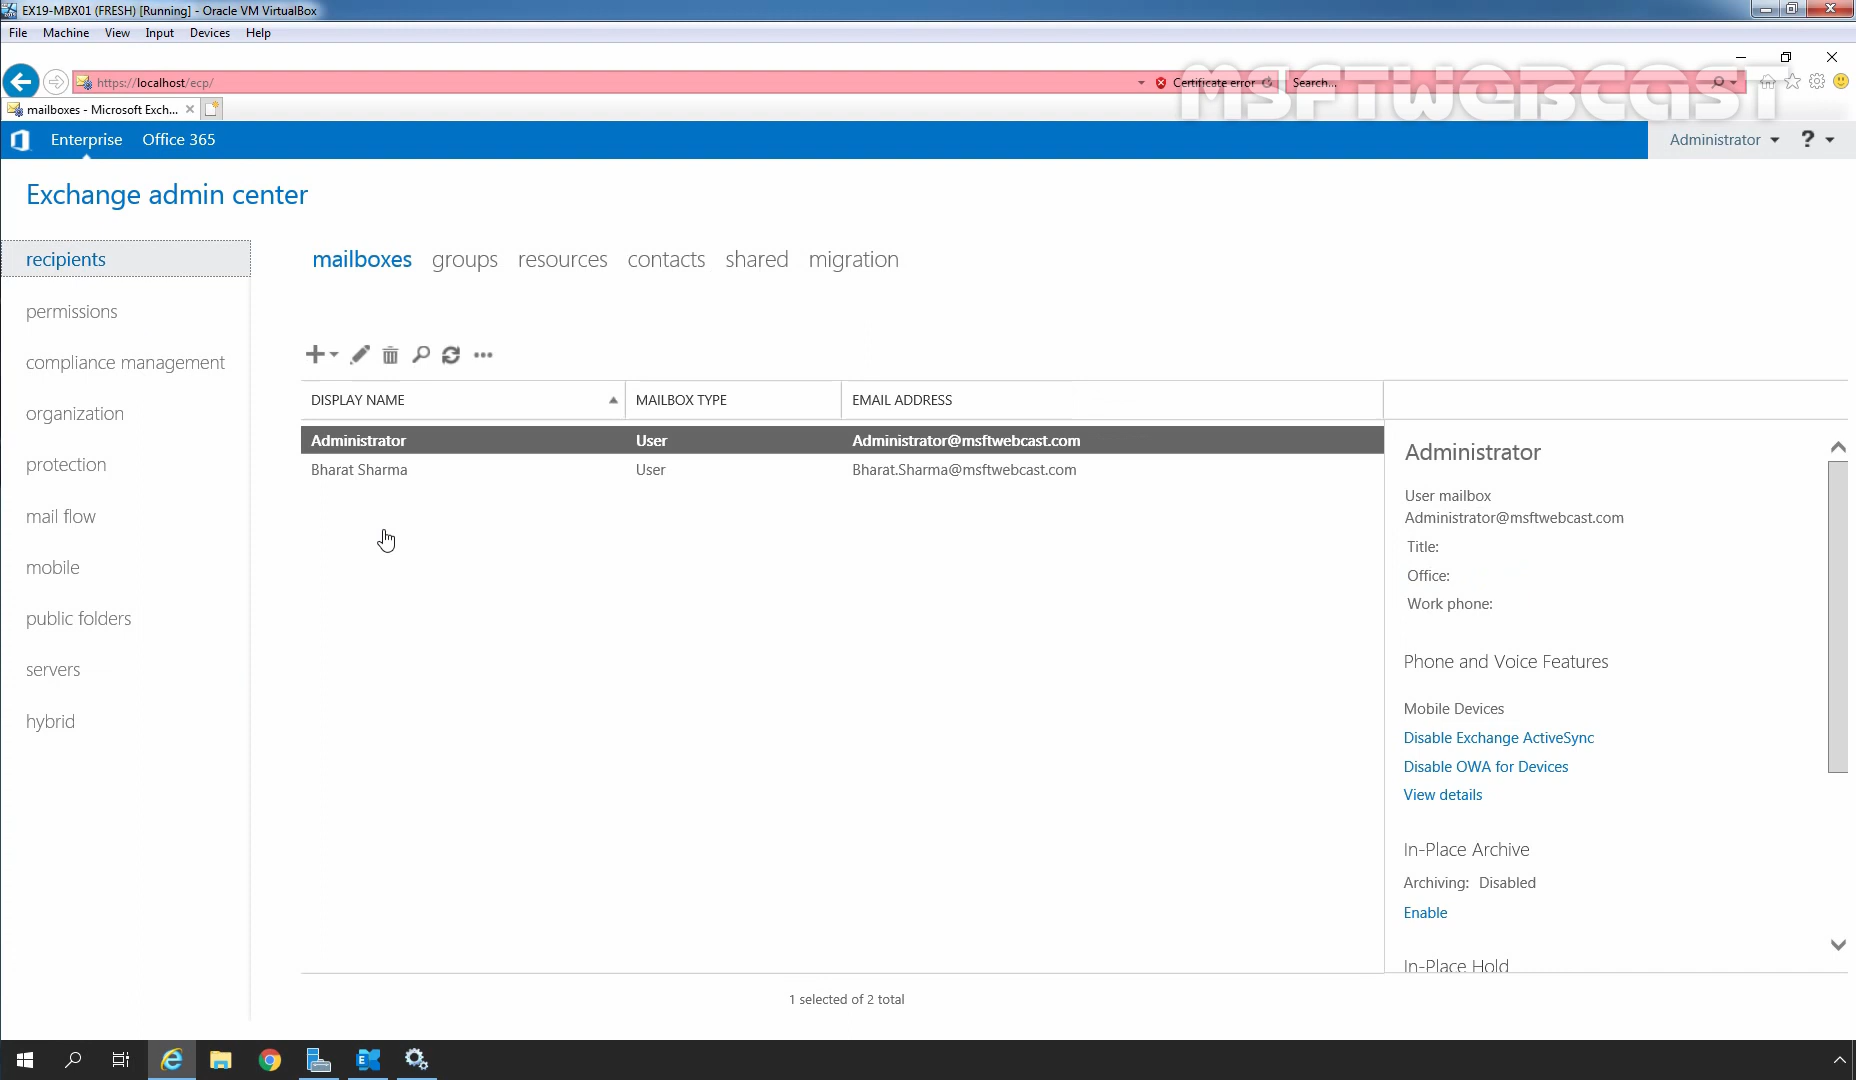 EX19-MBX01 (FRESH) [Running] - Oracle VM VirtualBox
File Machine View Input Devices Help
https://localhost/ecp/
Certificate error
Search...
mailboxes - Microsoft Exch...
MSFTWEBCAST
Enterprise Office 365
Administrator ?
Exchange admin center
recipients
permissions
compliance management
organization
protection
mail flow
mobile
public folders
servers
hybrid
mailboxes groups resources contacts shared migration
DISPLAY NAME MAILBOX TYPE EMAIL ADDRESS
Administrator User Administrator@msftwebcast.com
Bharat Sharma User Bharat.Sharma@msftwebcast.com
1 selected of 2 total
Administrator
User mailbox
Administrator@msftwebcast.com
Title:
Office:
Work phone:
Phone and Voice Features
Mobile Devices
Disable Exchange ActiveSync
Disable OWA for Devices
View details
In-Place Archive
Archiving: Disabled
Enable
In-Place Hold